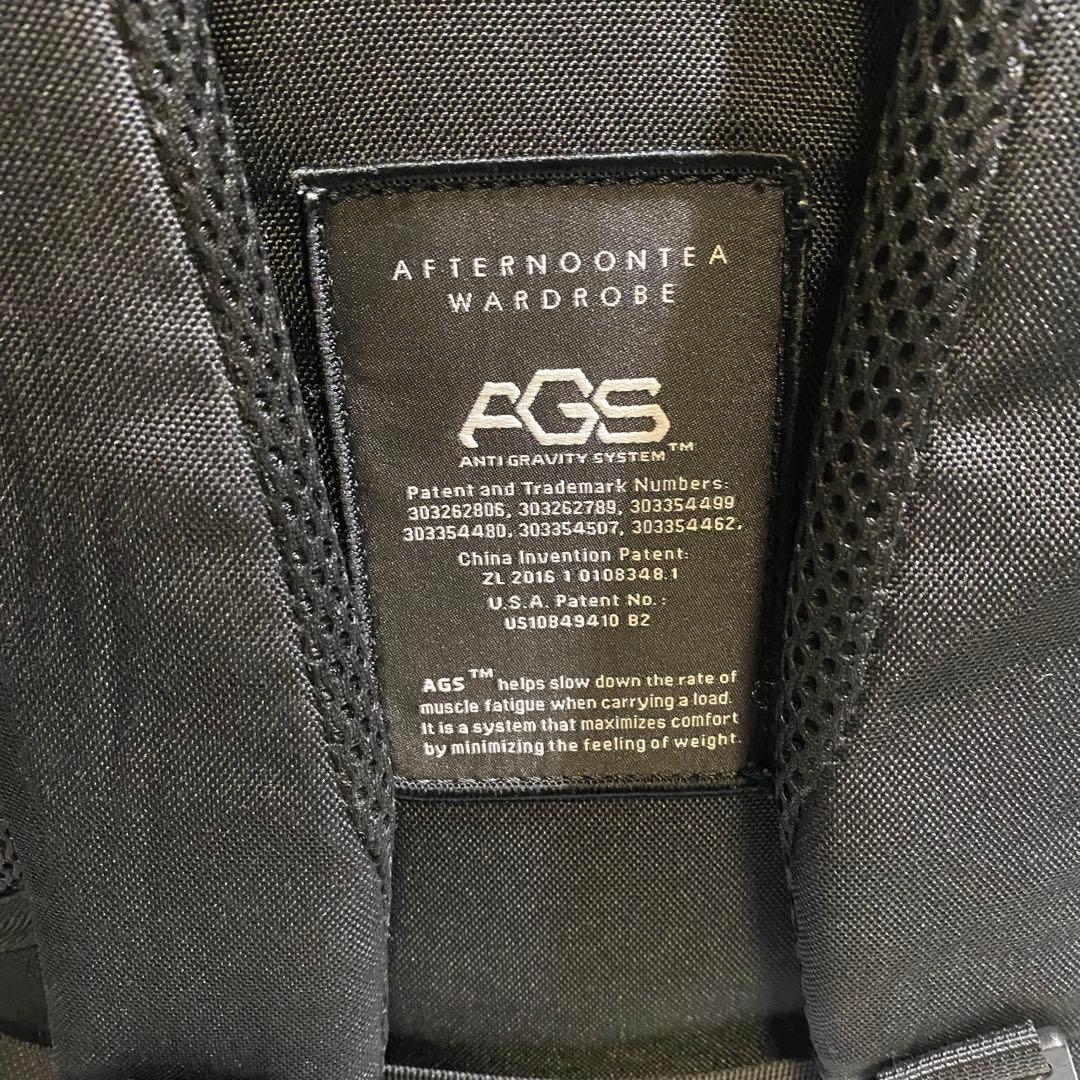 AFTERNOONTEA
WARDROBE
AGS
ANTI GRAVITY SYSTEM™
Patent and Trademark Numbers:
303262806, 303262789, 303354499
303354480, 303354507, 303354462,
China Invention Patent:
ZL 2016 1 0108348.1
U.S.A. Patent No.:
US10849410 B2
AGS™ helps slow down the rate of
muscle fatigue when carrying a load.
It is a system that maximizes comfort
by minimizing the feeling of weight.